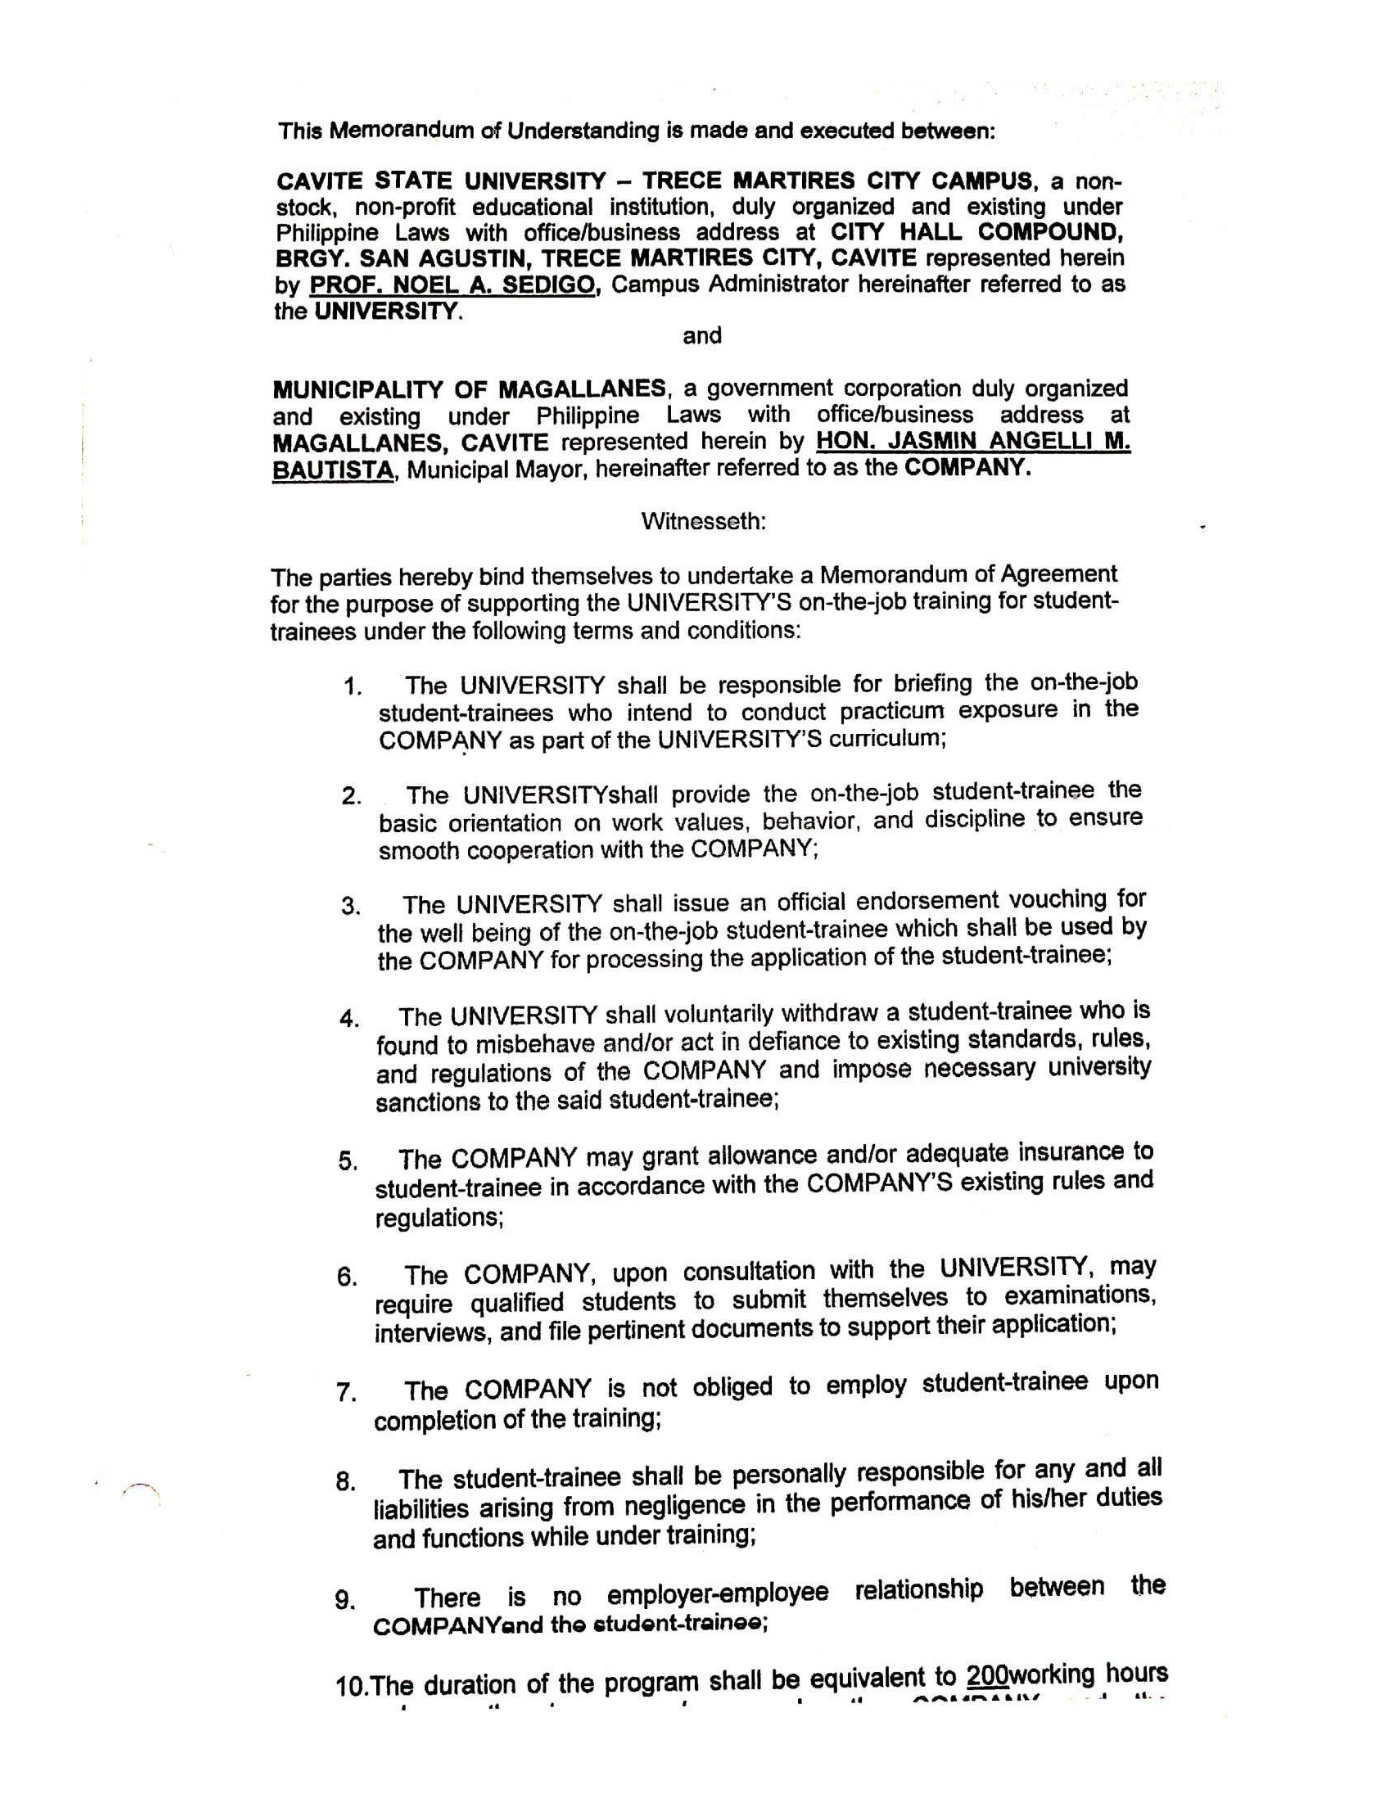 This Memorandum of Understanding is made and executed between:
CAVITE STATE UNIVERSITY – TRECE MARTIRES CITY CAMPUS, a non-
stock, non-profit educational institution, duly organized and existing under
Philippine Laws with office/business address at CITY HALL COMPOUND,
BRGY. SAN AGUSTIN, TRECE MARTIRES CITY, CAVITE represented herein
by PROF. NOEL A. SEDIGO, Campus Administrator hereinafter referred to as
the UNIVERSITY.
and
MUNICIPALITY OF MAGALLANES, a government corporation duly organized
and existing under Philippine Laws with office/business address at
MAGALLANES, CAVITE represented herein by HON. JASMIN ANGELLI M.
BAUTISTA, Municipal Mayor, hereinafter referred to as the COMPANY.
Witnesseth:
The parties hereby bind themselves to undertake a Memorandum of Agreement
for the purpose of supporting the UNIVERSITY'S on-the-job training for student-
trainees under the following terms and conditions:
1. The UNIVERSITY shall be responsible for briefing the on-the-job
student-trainees who intend to conduct practicum exposure in the
COMPANY as part of the UNIVERSITY'S curriculum;
2. The UNIVERSITYshall provide the on-the-job student-trainee the
basic orientation on work values, behavior, and discipline to ensure
smooth cooperation with the COMPANY;
3. The UNIVERSITY shall issue an official endorsement vouching for
the well being of the on-the-job student-trainee which shall be used by
the COMPANY for processing the application of the student-trainee;
4. The UNIVERSITY shall voluntarily withdraw a student-trainee who is
found to misbehave and/or act in defiance to existing standards, rules,
and regulations of the COMPANY and impose necessary university
sanctions to the said student-trainee;
5. The COMPANY may grant allowance and/or adequate insurance to
student-trainee in accordance with the COMPANY'S existing rules and
regulations;
6. The COMPANY, upon consultation with the UNIVERSITY, may
require qualified students to submit themselves to examinations,
interviews, and file pertinent documents to support their application;
7. The COMPANY is not obliged to employ student-trainee upon
completion of the training;
8. The student-trainee shall be personally responsible for any and all
liabilities arising from negligence in the performance of his/her duties
and functions while under training;
9. There is no employer-employee relationship between the
COMPANYand the student-trainee;
10.The duration of the program shall be equivalent to 200working hours